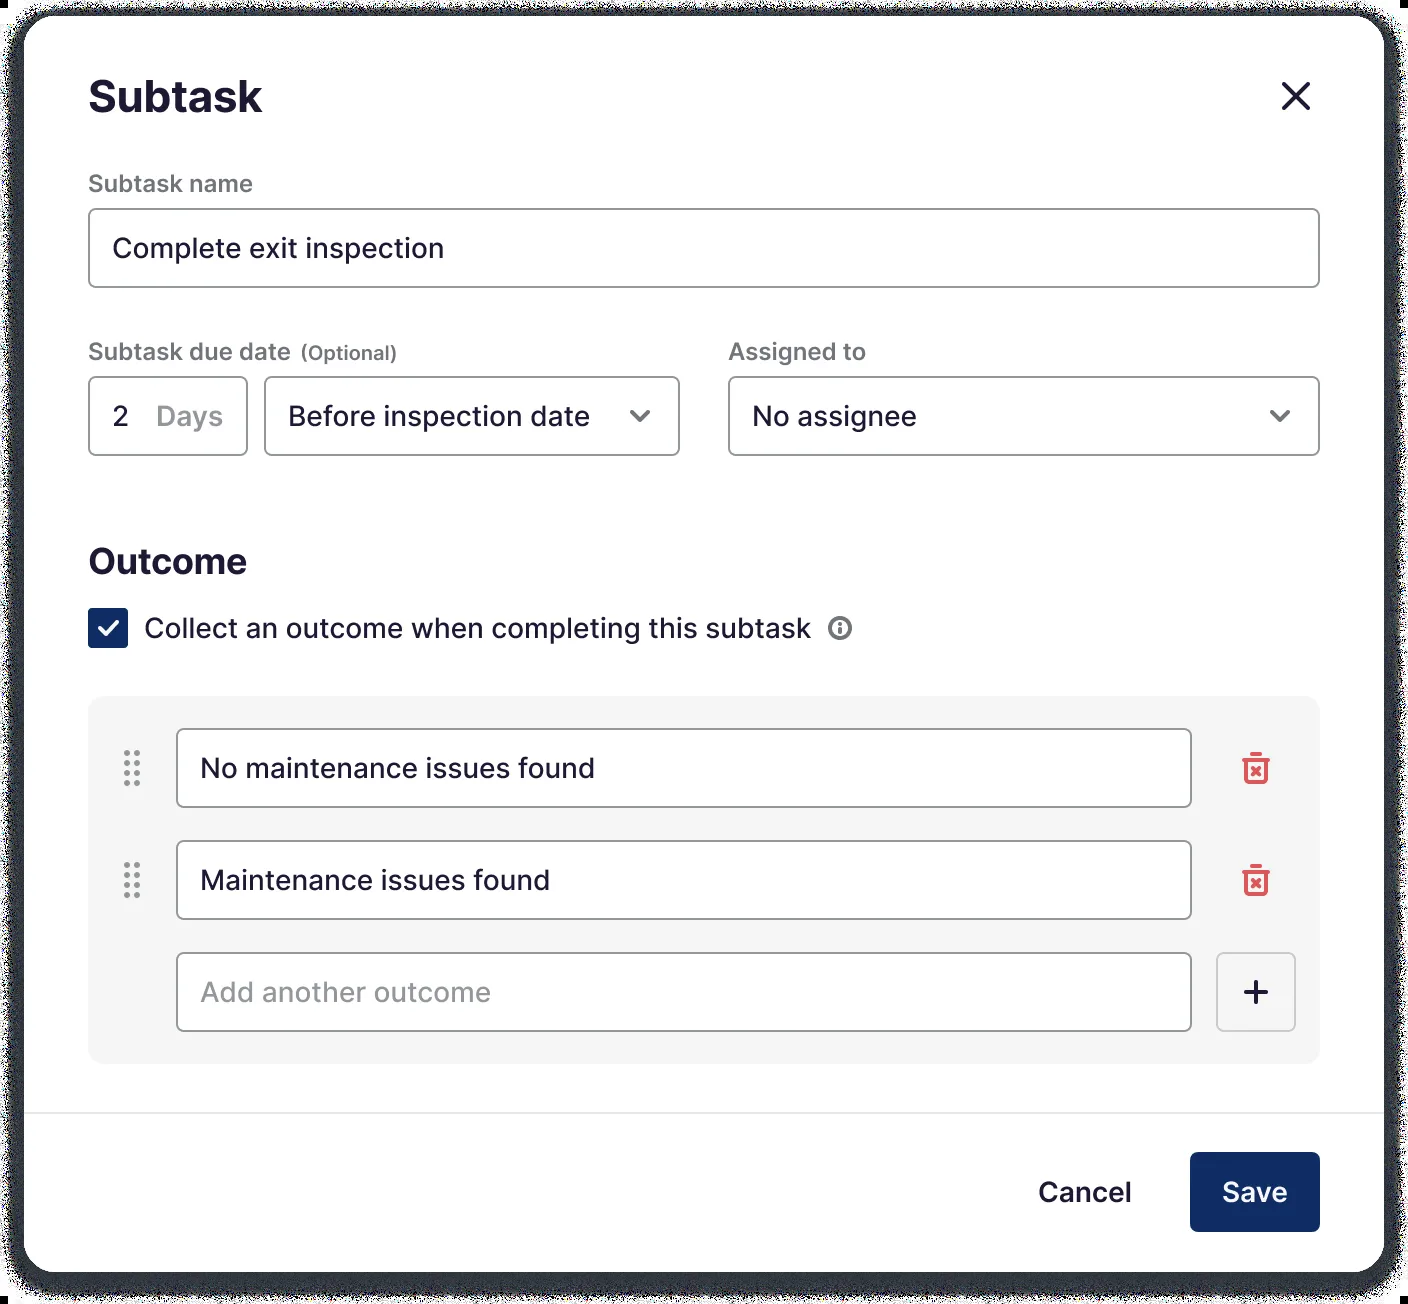 Subtask
Subtask name
Complete exit inspection
Subtask due date (Optional)
Assigned to
2 Days
Before inspection date
No assignee
Outcome
Collect an outcome when completing this subtask
No maintenance issues found
Maintenance issues found
Add another outcome
Cancel
Save